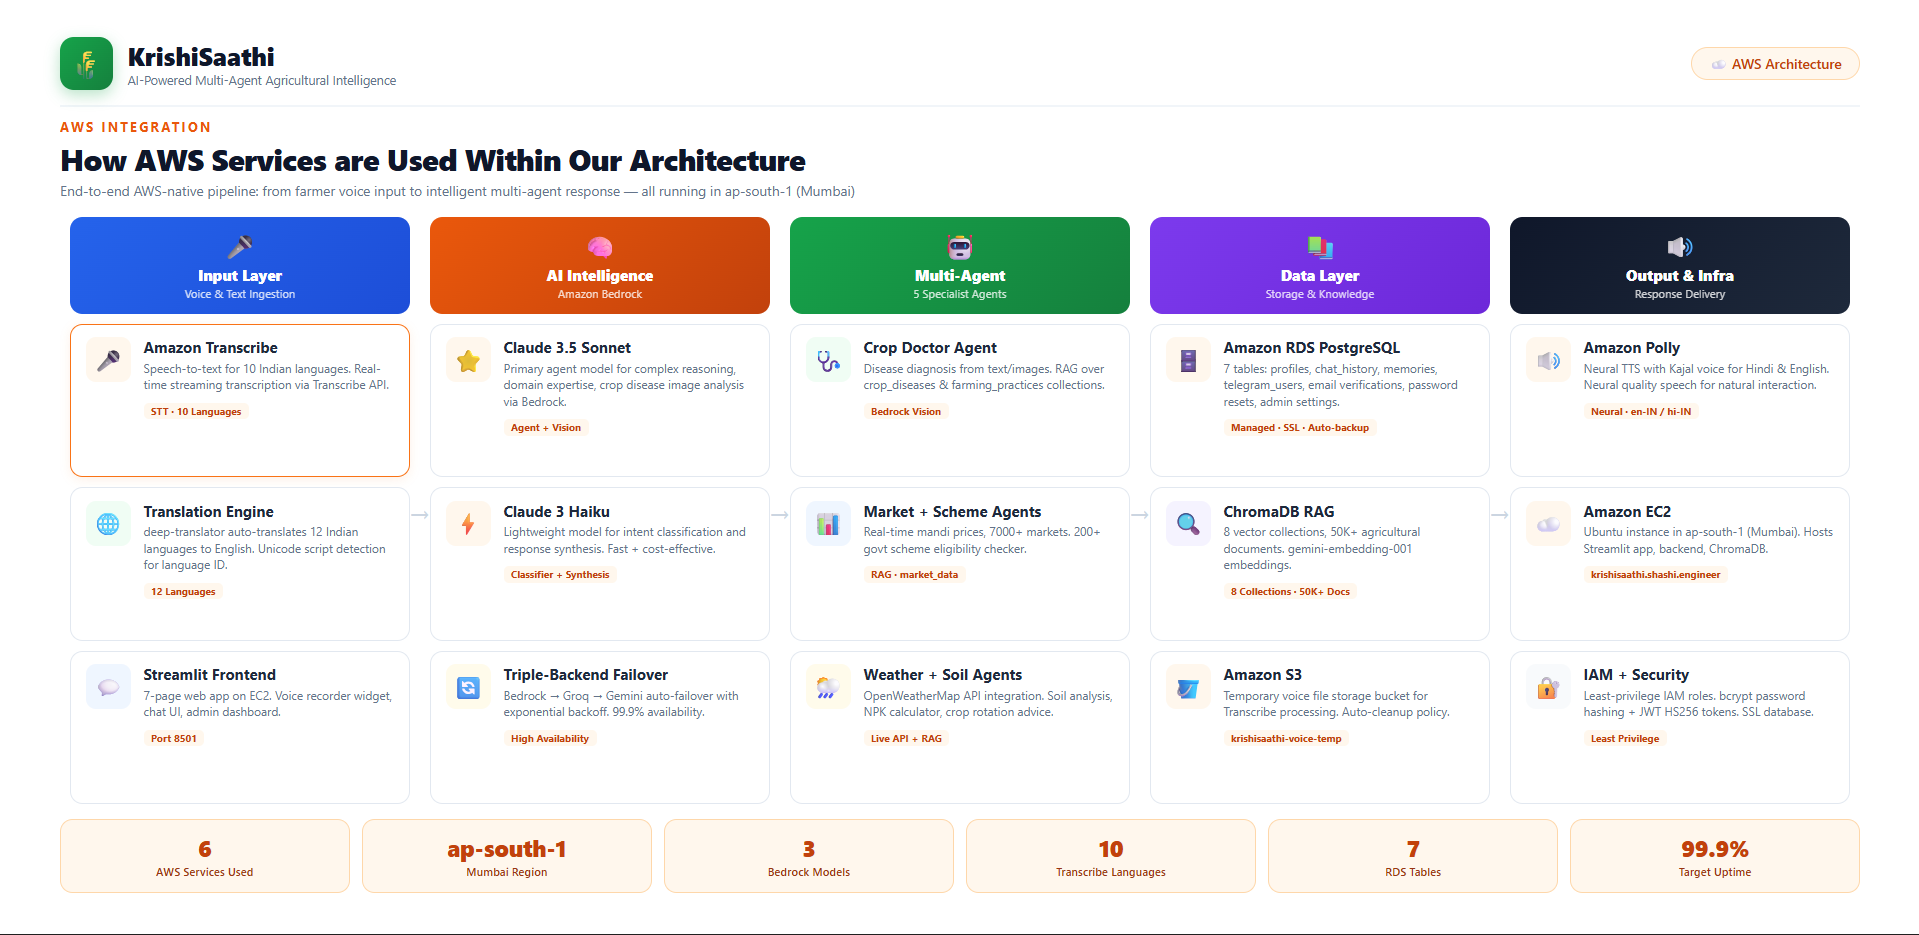 KrishiSaathi
AI-Powered Multi-Agent Agricultural Intelligence
AWS Architecture
AWS INTEGRATION
How AWS Services are Used Within Our Architecture
End-to-end AWS-native pipeline: from farmer voice input to intelligent multi-agent response — all running in ap-south-1 (Mumbai)
Input Layer
Voice & Text Ingestion
AI Intelligence
Amazon Bedrock
Multi-Agent
5 Specialist Agents
Data Layer
Storage & Knowledge
Output & Infra
Response Delivery
Amazon Transcribe
Speech-to-text for 10 Indian languages. Real-
time streaming transcription via Transcribe API.
STT · 10 Languages
Claude 3.5 Sonnet
Primary agent model for complex reasoning,
domain expertise, crop disease image analysis
via Bedrock.
Agent + Vision
Crop Doctor Agent
Disease diagnosis from text/images. RAG over
crop_diseases & farming_practices collections.
Bedrock Vision
Amazon RDS PostgreSQL
7 tables: profiles, chat_history, memories,
telegram_users, email verifications, password
resets, admin settings.
Managed · SSL · Auto-backup
Amazon Polly
Neural TTS with Kajal voice for Hindi & English.
Neural quality speech for natural interaction.
Neural · en-IN / hi-IN
Translation Engine
deep-translator auto-translates 12 Indian
languages to English. Unicode script detection
for language ID.
12 Languages
→
Claude 3 Haiku
Lightweight model for intent classification and
response synthesis. Fast + cost-effective.
Classifier + Synthesis
→
Market + Scheme Agents
Real-time mandi prices, 7000+ markets. 200+
govt scheme eligibility checker.
RAG · market_data
→
ChromaDB RAG
8 vector collections, 50K+ agricultural
documents. gemini-embedding-001
embeddings.
8 Collections · 50K+ Docs
→
Amazon EC2
Ubuntu instance in ap-south-1 (Mumbai). Hosts
Streamlit app, backend, ChromaDB.
krishisaathi.shashi.engineer
Streamlit Frontend
7-page web app on EC2. Voice recorder widget,
chat UI, admin dashboard.
Port 8501
Triple-Backend Failover
Bedrock → Groq → Gemini auto-failover with
exponential backoff. 99.9% availability.
High Availability
Weather + Soil Agents
OpenWeatherMap API integration. Soil analysis,
NPK calculator, crop rotation advice.
Live API + RAG
Amazon S3
Temporary voice file storage bucket for
Transcribe processing. Auto-cleanup policy.
krishisaathi-voice-temp
IAM + Security
Least-privilege IAM roles. bcrypt password
hashing + JWT HS256 tokens. SSL database.
Least Privilege
6
AWS Services Used
ap-south-1
Mumbai Region
3
Bedrock Models
10
Transcribe Languages
7
RDS Tables
99.9%
Target Uptime